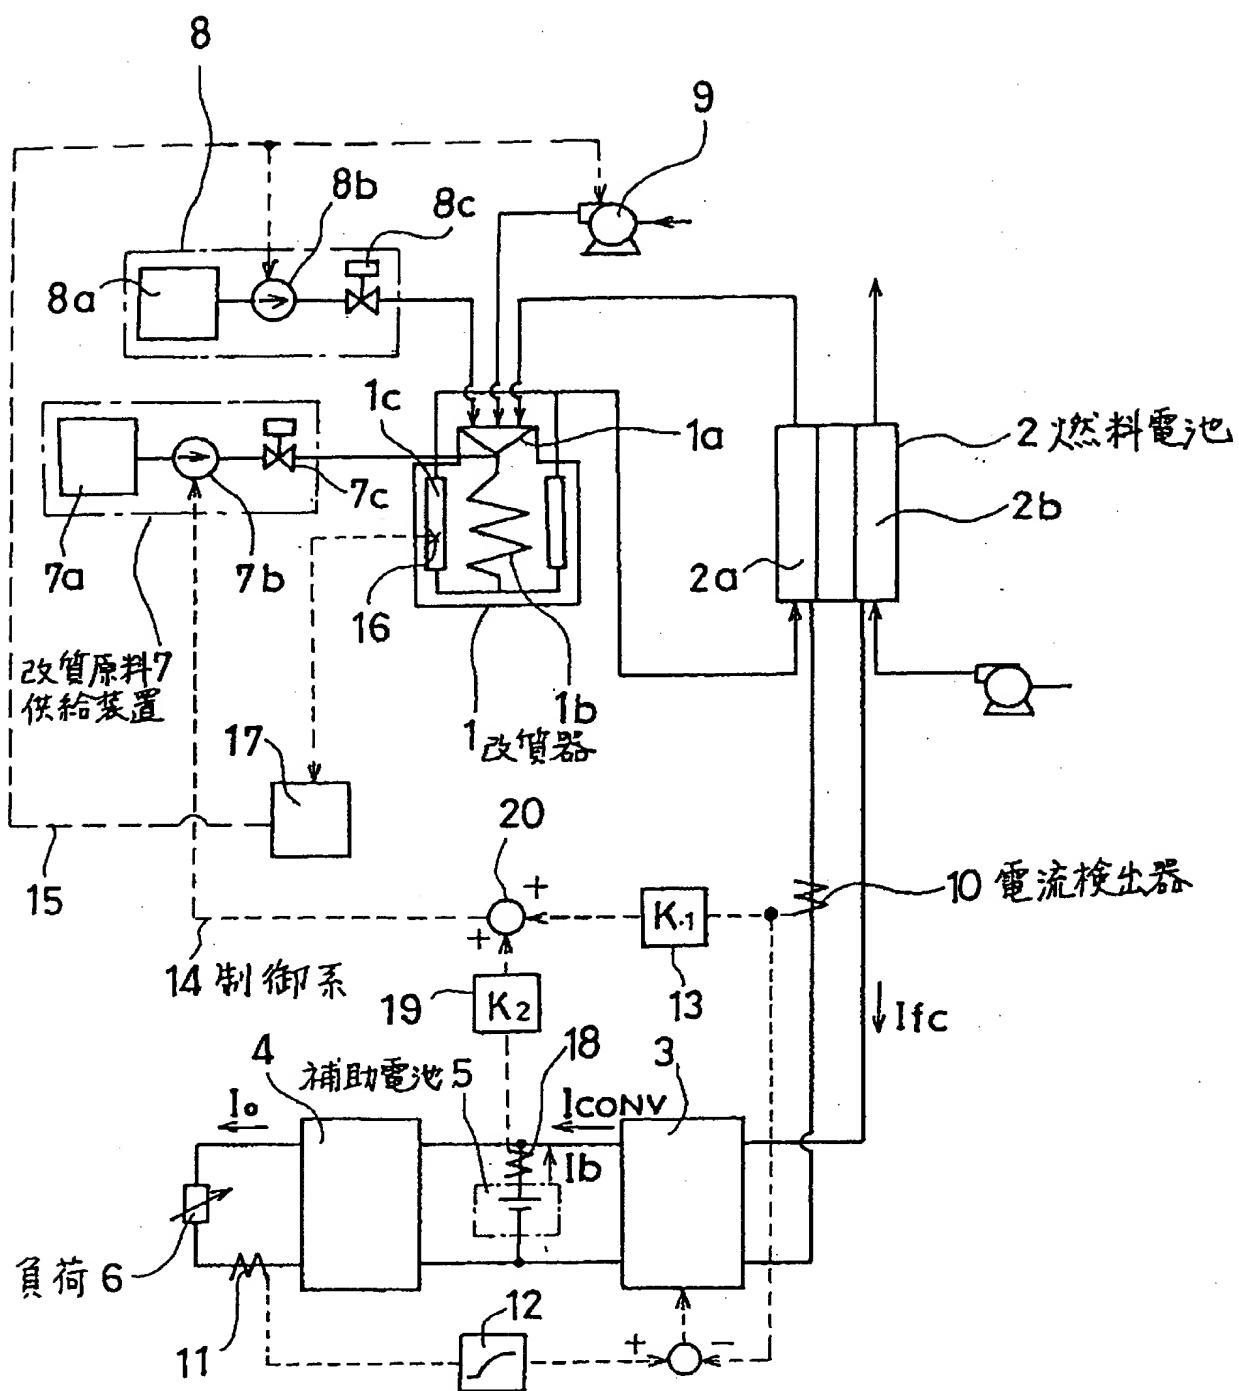 8
9
8b
8c
8a
1c
1a
2 燃料電池
7c
2b
7a
7b
2a
16
改質原料7
供給装置
1b
1 改質器
17
20
15
+
K.1
10 電流検出器
+
14 制御系
19
K2
13
Ifc
18
4
3
補助電池 5
Io
ICONV
Ib
負荷 6
12
11
+
−